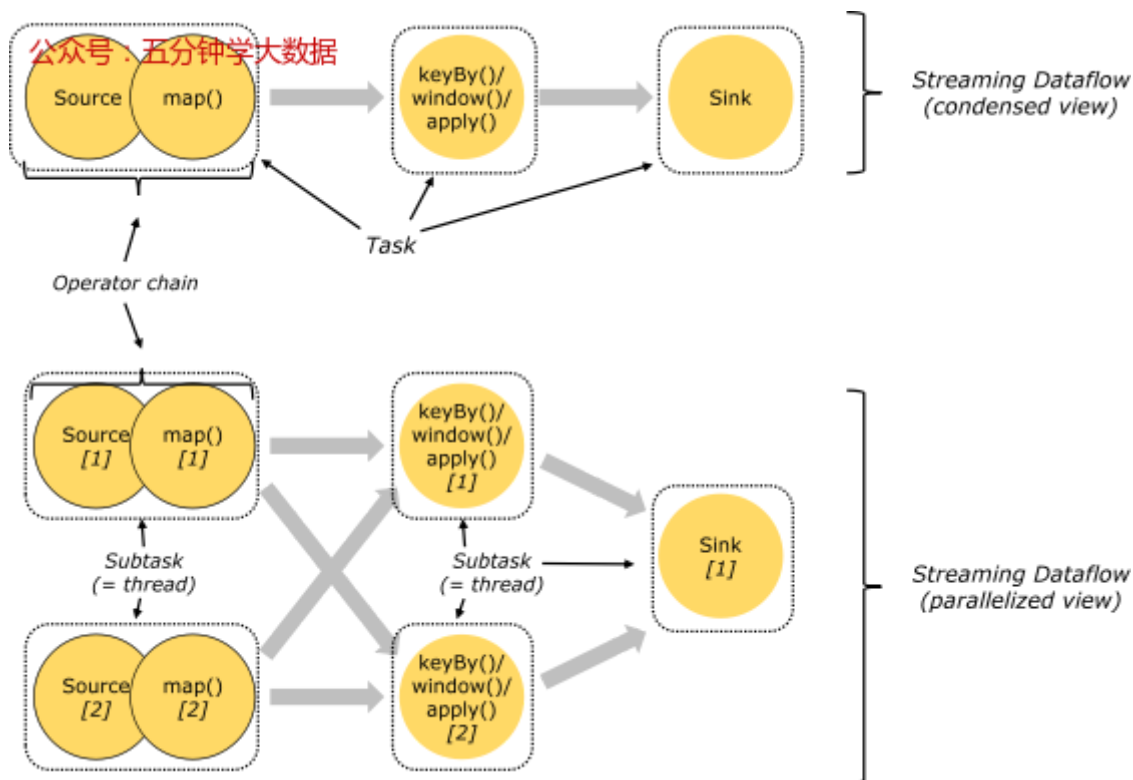 公众号：五分钟学大数据
Source
map()
keyBy()/
window()/
apply()
Sink
Streaming Dataflow
(condensed view)
Task
Operator chain
Source
[1]
map()
[1]
keyBy()/
window()/
apply()
[1]
Subtask
(= thread)
Subtask
(= thread)
Sink
[1]
Streaming Dataflow
(parallelized view)
Source
[2]
map()
[2]
keyBy()/
window()/
apply()
[2]